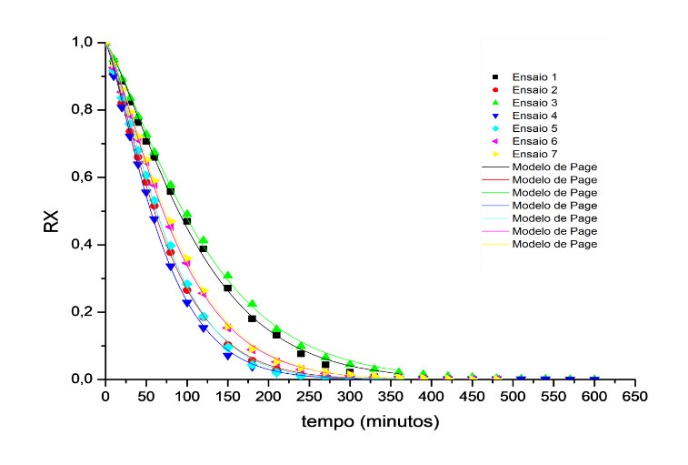 1,0
0,8
0,6
0,4
0,2
0,0
RX
0 50 100 150 200 250 300 350 400 450 500 550 600 650
tempo (minutos)
Ensaio 1
Ensaio 2
Ensaio 3
Ensaio 4
Ensaio 5
Ensaio 6
Ensaio 7
Modelo de Page
Modelo de Page
Modelo de Page
Modelo de Page
Modelo de Page
Modelo de Page
Modelo de Page